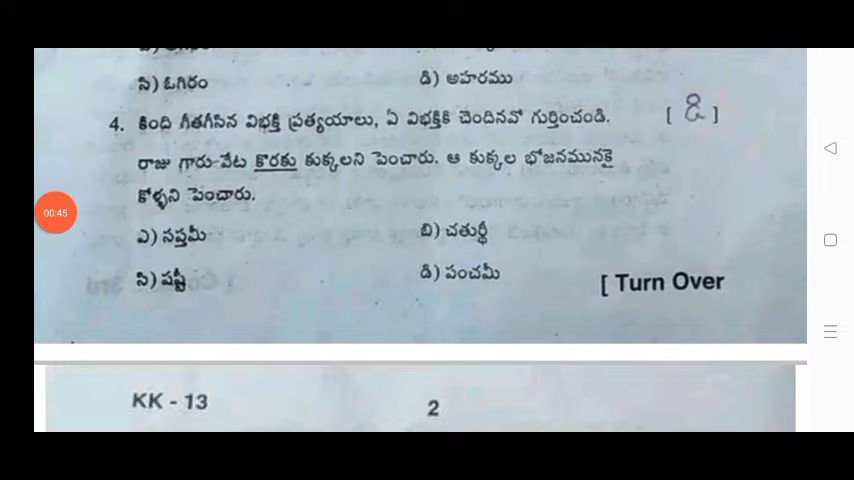 సి) ఓగిరం డి) అహరము
4. కింది గీతగీసిన విభక్తి ప్రత్యయాలు, ఏ విభక్తికి చెందినవో గుర్తించండి. [ ]
రాజు గారు వేట కొరకు కుక్కలని పెంచారు. ఆ కుక్కల భోజనమునకై
కోళ్ళని పెంచారు.
00:45
ఎ) సప్తమీ బి) చతుర్థీ
సి) షష్టీ డి) పంచమీ
[ Turn Over
KK - 13 2